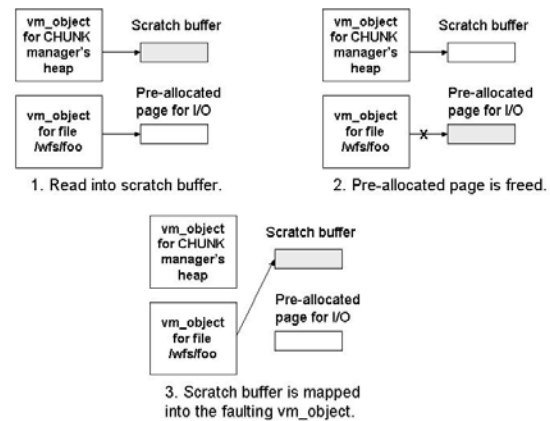 vm_object
for CHUNK
manager's
heap
Scratch buffer
vm_object
for file
/wfs/foo
Pre-allocated
page for I/O
1. Read into scratch buffer.
vm_object
for CHUNK
manager's
heap
Scratch buffer
vm_object
for file
/wfs/foo
x
Pre-allocated
page for I/O
2. Pre-allocated page is freed.
vm_object
for CHUNK
manager's
heap
Scratch buffer
vm_object
for file
/wfs/foo
Pre-allocated
page for I/O
3. Scratch buffer is mapped
into the faulting vm_object.